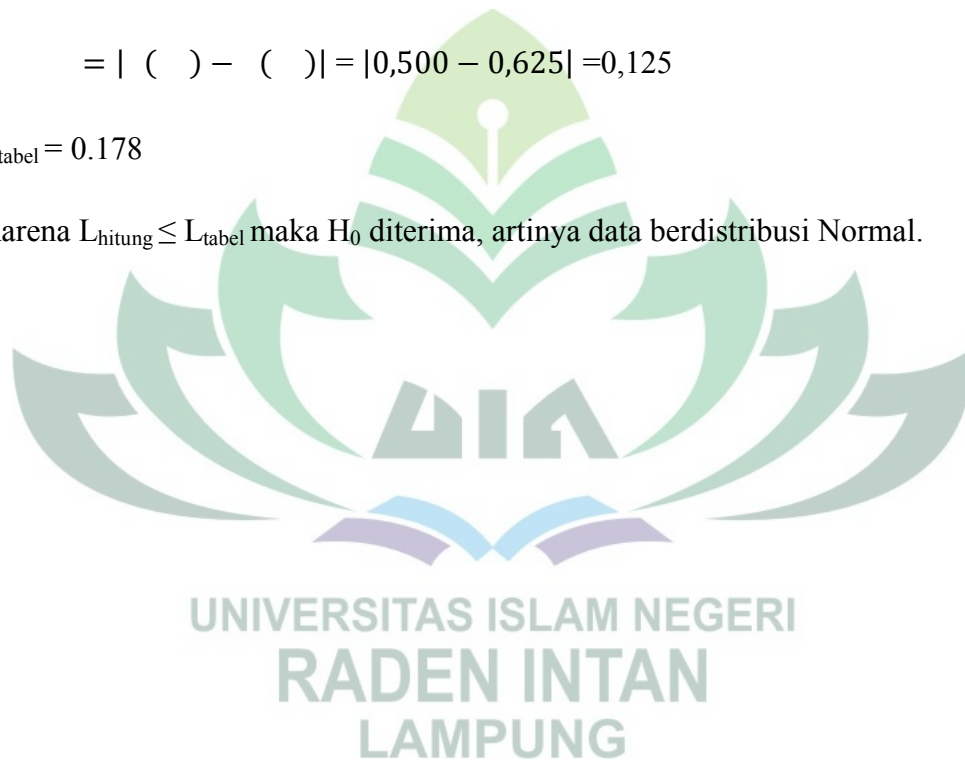 = | ( ) − ( )| = |0,500 − 0,625| =0,125
tabel = 0.178
arena Lhitung ≤ Ltabel maka H0 diterima, artinya data berdistribusi Normal.
UIN
UNIVERSITAS ISLAM NEGERI
RADEN INTAN
LAMPUNG